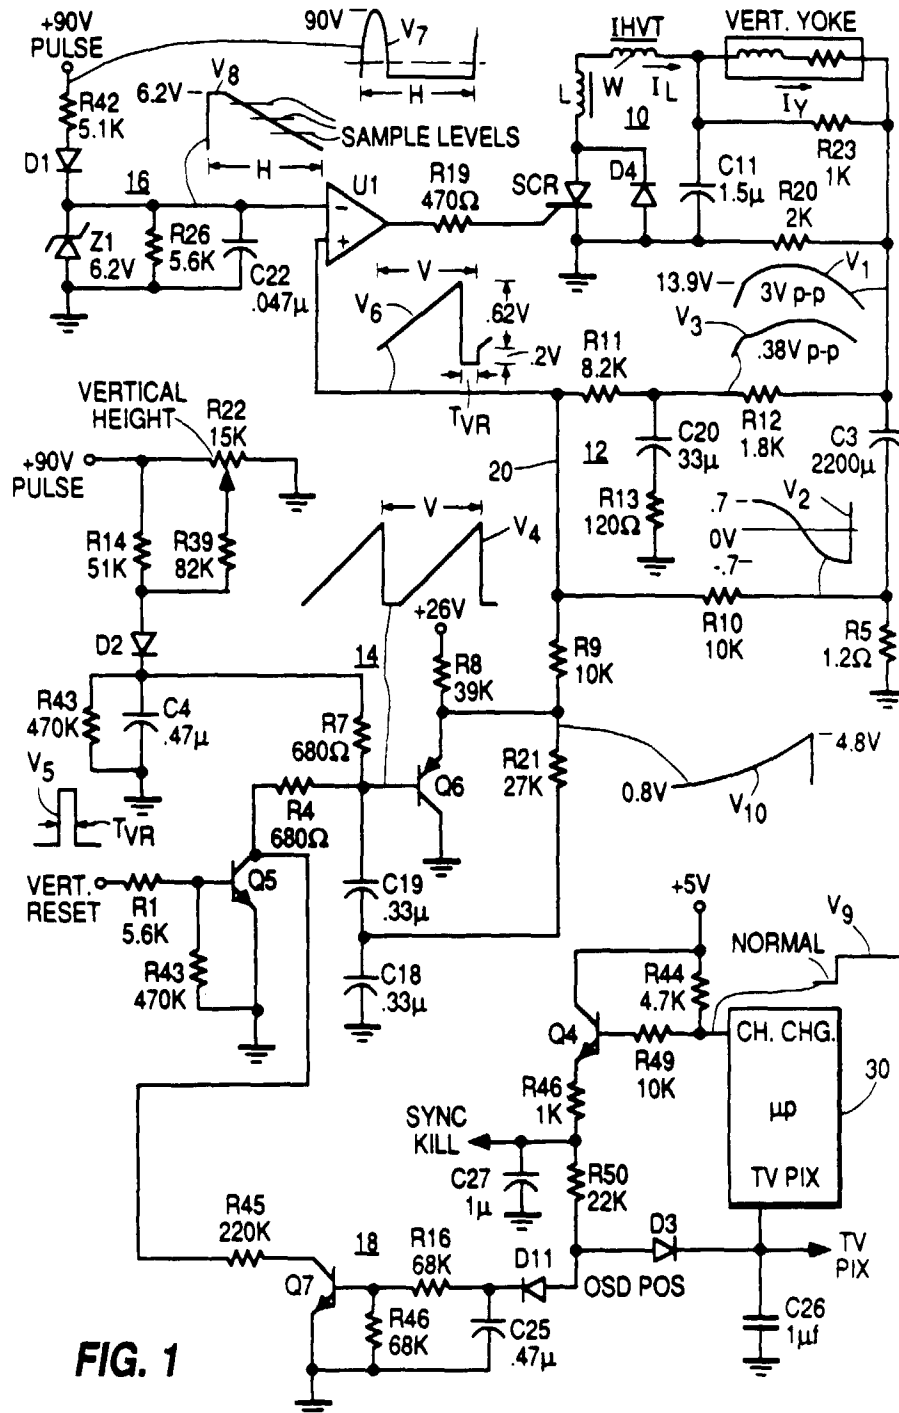 +90V
PULSE
90V
V7
H
IHVT
W
IL
L
10
VERT. YOKE
IY
R23
1K
R42
5.1K
D1
6.2V
V8
SAMPLE LEVELS
H
16
U1
-
+
R19
470Ω
SCR
D4
C11
1.5µ
R20
2K
Z1
6.2V
R26
5.6K
C22
.047µ
V
V6
.62V
.2V
TVR
13.9V
V1
3V p-p
V3
.38V p-p
R11
8.2K
R12
1.8K
C20
33µ
C3
2200µ
12
20
R13
120Ω
VERTICAL
HEIGHT
R22
15K
+90V
PULSE
R14
51K
R39
82K
V
V4
.7
0V
-.7
V2
D2
14
+26V
R8
39K
R9
10K
R10
10K
R5
1.2Ω
R43
470K
C4
.47µ
R7
680Ω
R21
27K
4.8V
0.8V
V10
V5
TVR
R4
680Ω
Q6
VERT.
RESET
R1
5.6K
Q5
C19
.33µ
R43
470K
C18
.33µ
+5V
NORMAL
V9
R44
4.7K
Q4
R49
10K
CH. CHG.
30
µp
TV PIX
R46
1K
SYNC
KILL
C27
1µ
R50
22K
D3
TV
PIX
R45
220K
18
R16
68K
D11
OSD POS
Q7
R46
68K
C25
.47µ
C26
1µf
FIG. 1